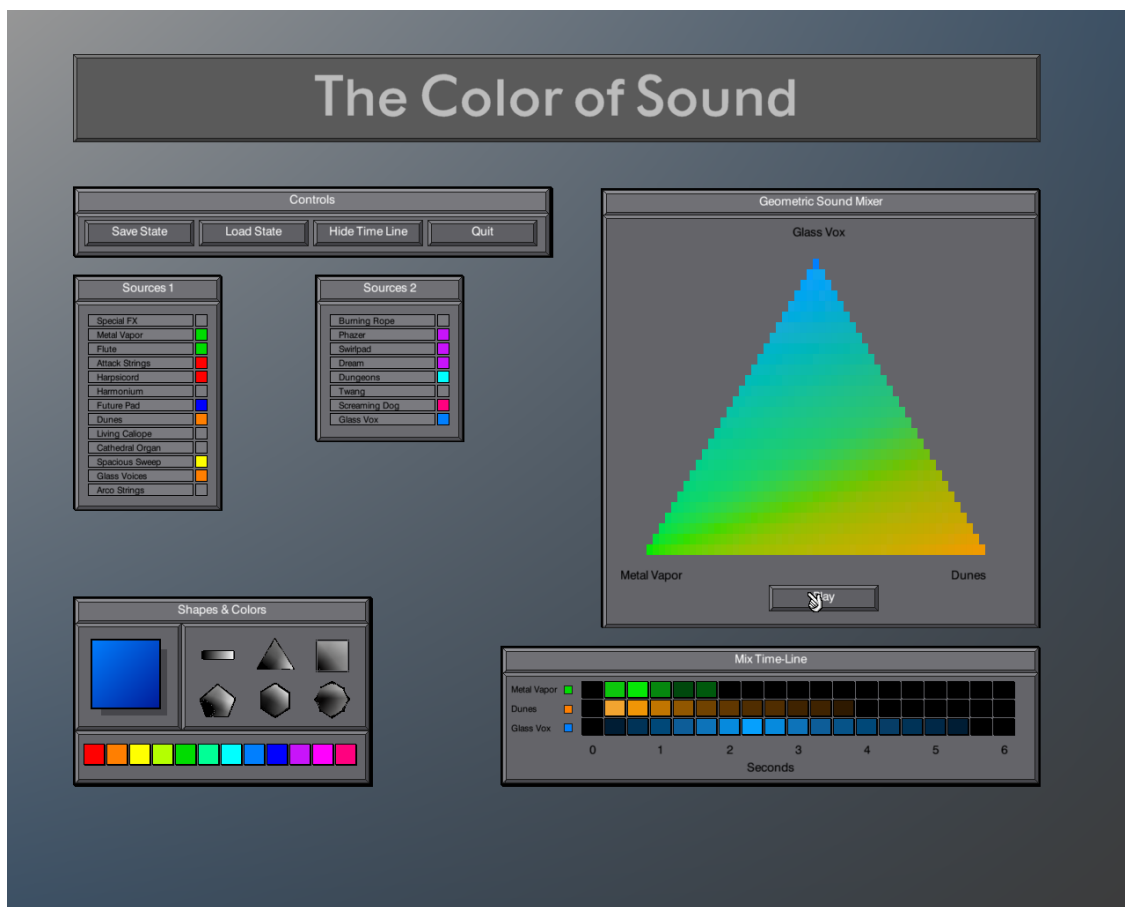 The Color of Sound
Controls
Save State
Load State
Hide Time Line
Quit
Sources 1
Special FX
Metal Vapor
Flute
Attack Strings
Harpsicord
Harmonium
Future Pad
Dunes
Living Caliope
Cathedral Organ
Spacious Sweep
Glass Voices
Arco Strings
Sources 2
Burning Rope
Phazer
Swirlpad
Dream
Dungeons
Twang
Screaming Dog
Glass Vox
Geometric Sound Mixer
Glass Vox
Metal Vapor
Dunes
Play
Shapes & Colors
Mix Time-Line
Metal Vapor
Dunes
Glass Vox
0 1 2 3 4 5 6
Seconds